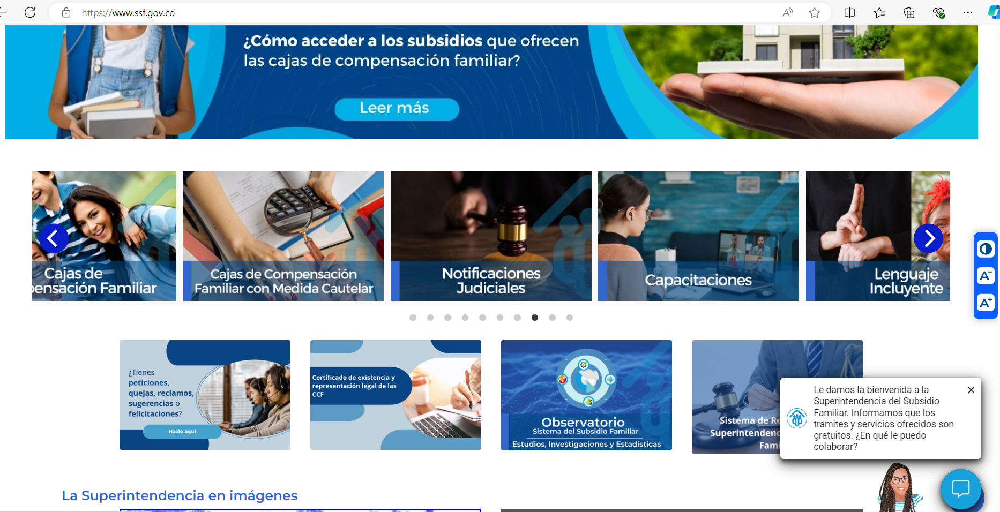 https://www.ssf.gov.co
¿Cómo acceder a los subsidios que ofrecen
las cajas de compensación familiar?
Leer más
Cajas de
pensación Familiar
Cajas de Compensación
Familiar con Medida Cautelar
Notificaciones
Judiciales
Capacitaciones
Lenguaje
Incluyente
A-
A+
¿Tienes
peticiones,
quejas, reclamos,
sugerencias o
felicitaciones?
Hazlo aquí
Certificado de existencia y
representación legal de las
CCF
Observatorio
Sistema del Subsidio Familiar
Estudios, Investigaciones y Estadísticas
Sistema de Re
Superintendenc
Fami
Le damos la bienvenida a la
Superintendencia del Subsidio
Familiar. Informamos que los
tramites y servicios ofrecidos son
gratuitos. ¿En qué le puedo
colaborar?
La Superintendencia en imágenes